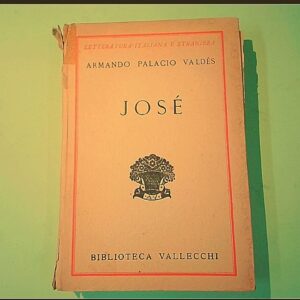 LETTERATURA ITALIANA E STRANIERA
ARMANDO PALACIO VALDÉS
JOSÉ
BIBLIOTECA VALLECCHI